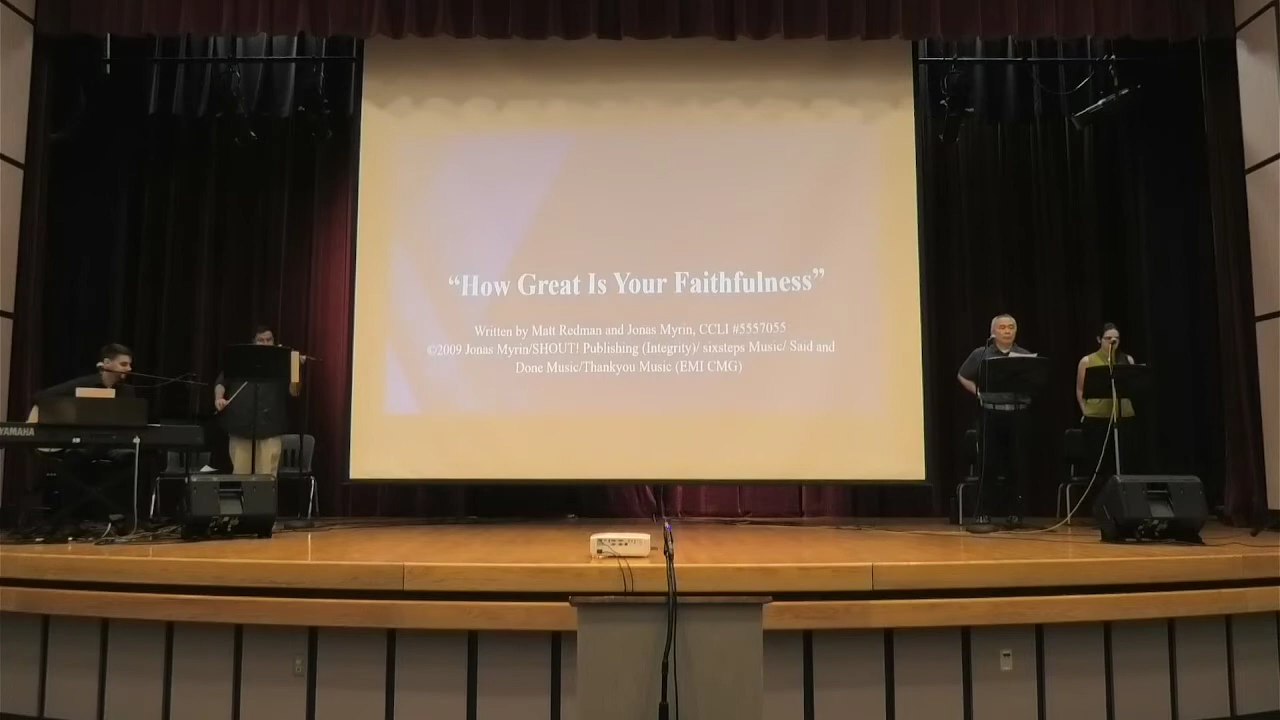 “How Great Is Your Faithfulness”
Written by Matt Redman and Jonas Myrin, CCLI #5557055
©2009 Jonas Myrin/SHOUT! Publishing (Integrity)/ sixsteps Music/ Said and
Done Music/Thankyou Music (EMI CMG)
YAMAHA